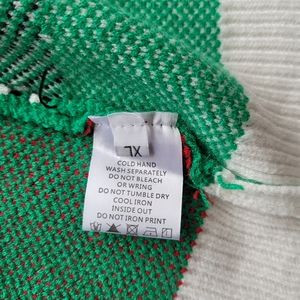 XL
COLD HAND
WASH SEPARATELY
DO NOT BLEACH
OR WRING
DO NOT TUMBLE DRY
COOL IRON
INSIDE OUT
DO NOT IRON PRINT